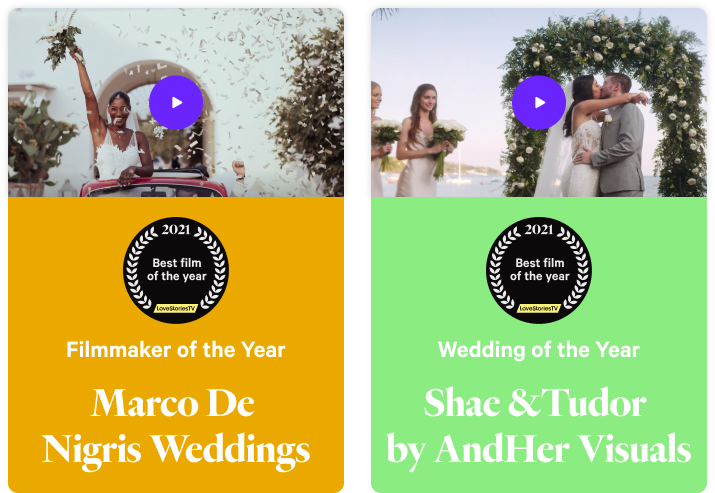 2021
Best film
of the year
LoveStoriesTV
Filmmaker of the Year
Marco De
Nigris Weddings
2021
Best film
of the year
LoveStoriesTV
Wedding of the Year
Shae &Tudor
by AndHer Visuals